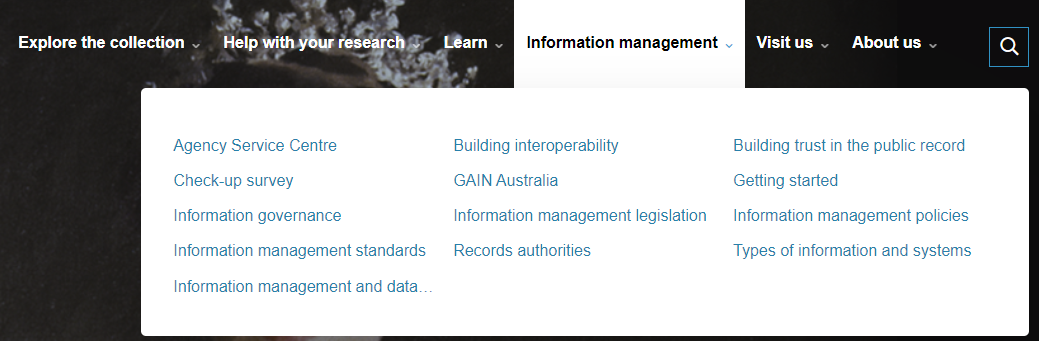 Explore the collection Help with your research Learn Information management Visit us About us
Agency Service Centre Building interoperability Building trust in the public record
Check-up survey GAIN Australia Getting started
Information governance Information management legislation Information management policies
Information management standards Records authorities Types of information and systems
Information management and data…